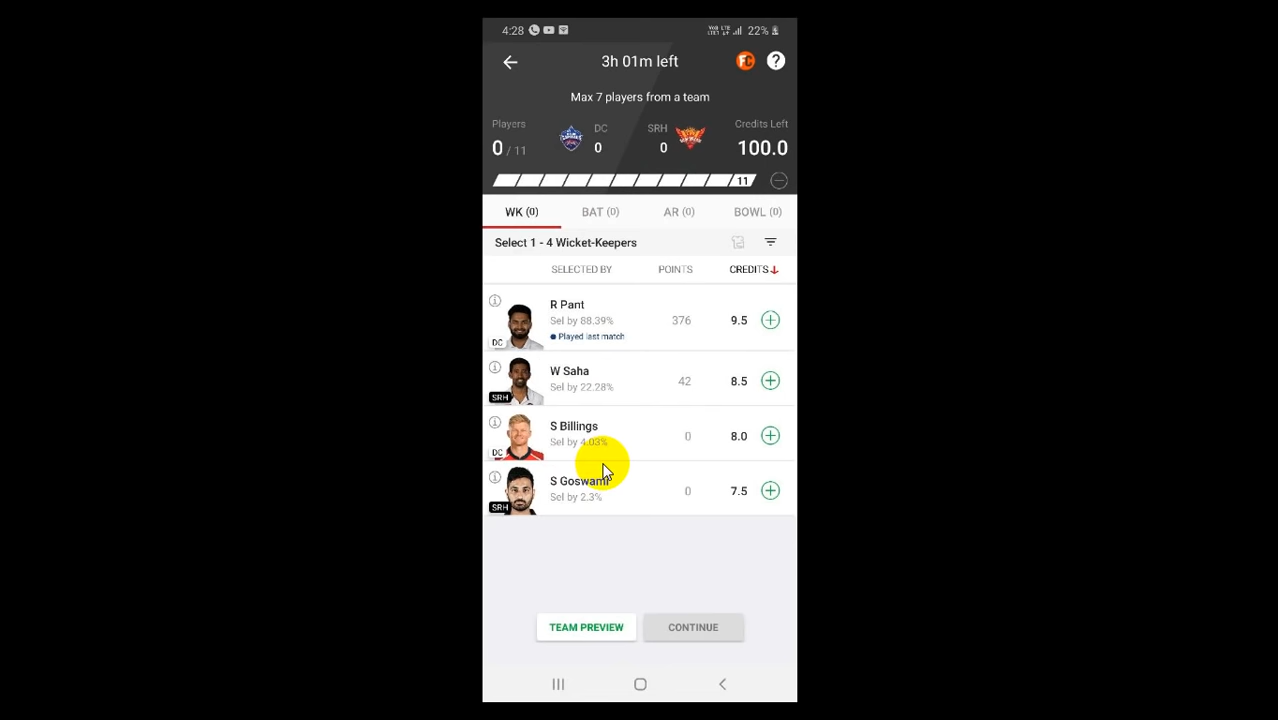 4:28 22%
3h 01m left FC ?
Max 7 players from a team
Players DC SRH Credits Left
0 / 11 0 0 100.0
11
WK (0) BAT (0) AR (0) BOWL (0)
Select 1 - 4 Wicket-Keepers
SELECTED BY POINTS CREDITS
R Pant
Sel by 88.39% 376 9.5
Played last match
DC
W Saha
Sel by 22.28% 42 8.5
SRH
S Billings
Sel by 4.03% 0 8.0
DC
S Goswami
Sel by 2.3% 0 7.5
SRH
TEAM PREVIEW CONTINUE